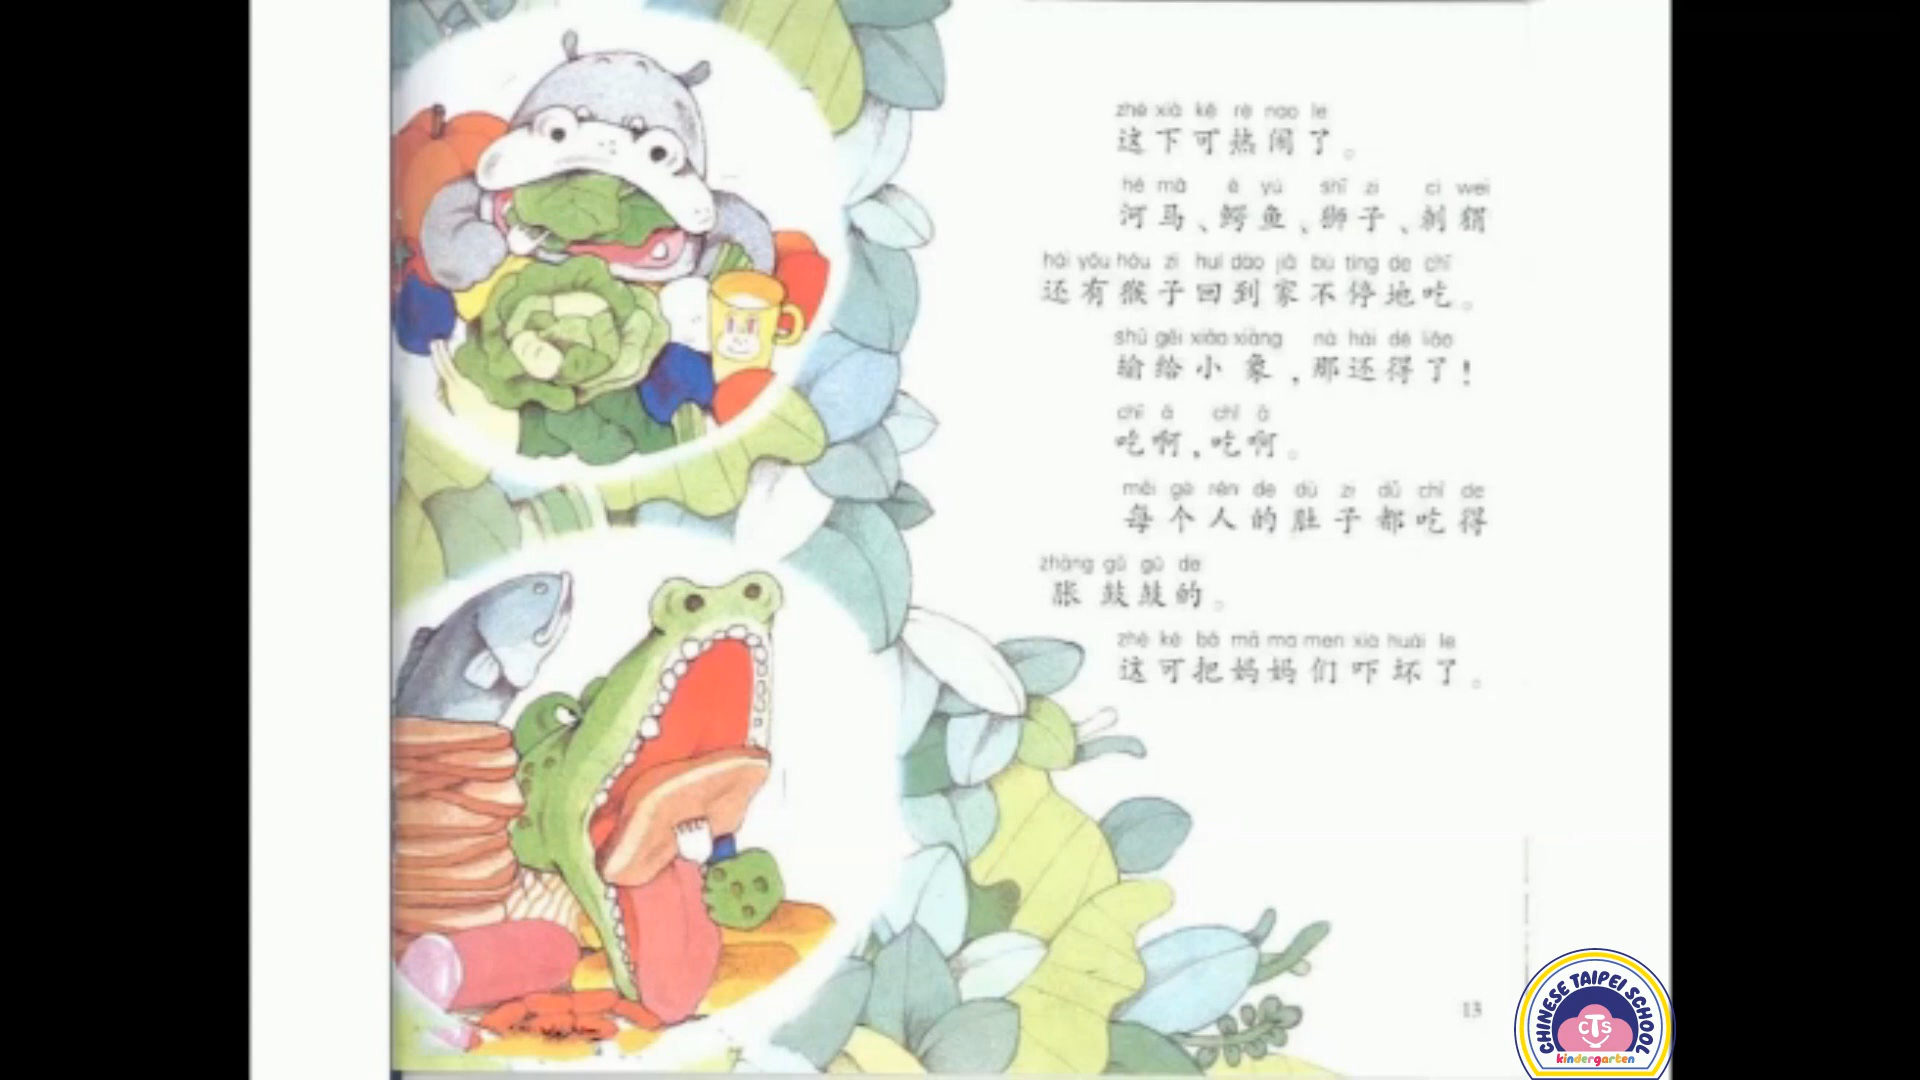 zhè xià kě rè nao le
这下可热闹了。
hé mǎ è yú shī zi cì wei
河马、鳄鱼、狮子、刺猬
hái yǒu hóu zi huí dào jiā bù tíng de chī
还有猴子回到家不停地吃。
shū gěi xiǎo xiàng nà hái dé liǎo
输给小象，那还得了！
chī a chī a
吃啊，吃啊。
měi gè rén de dù zi dōu chī de
每个人的肚子都吃得
zhàng gǔ gǔ de
胀鼓鼓的。
zhè kě bǎ mā ma men xià huài le
这可把妈妈们吓坏了。
13
CHINESE TAIPEI SCHOOL
CTS
kindergarten